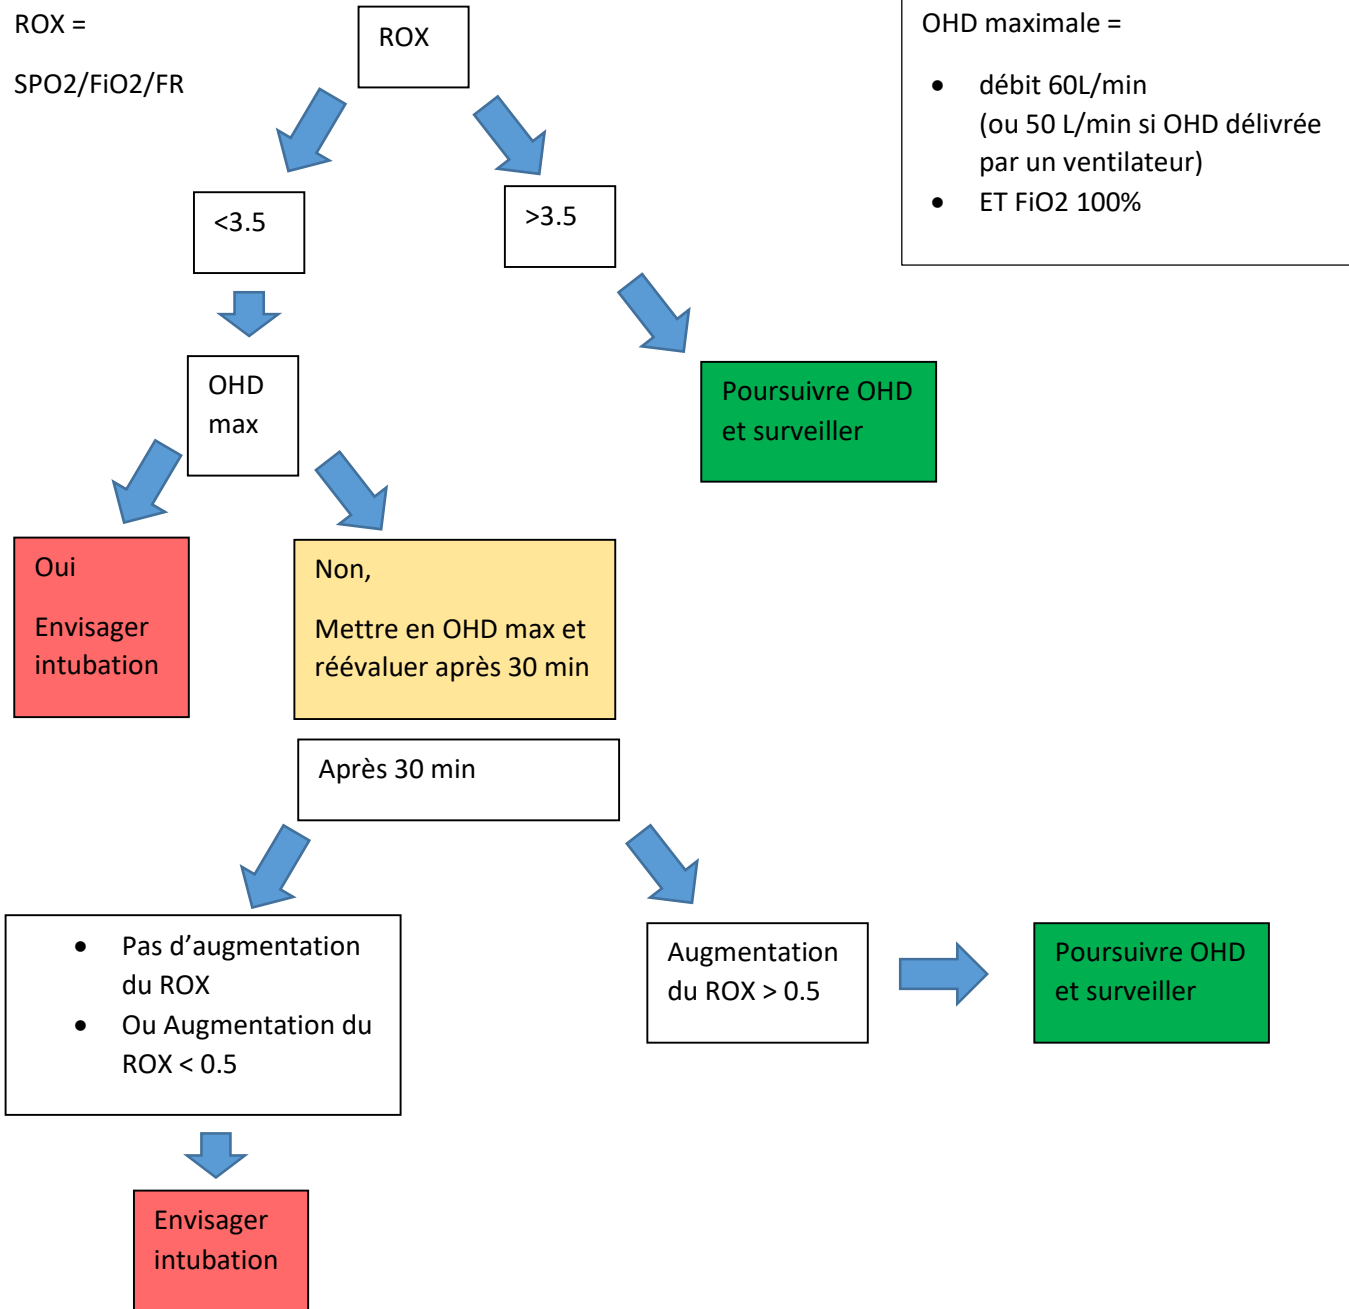 ROX =
SPO2/FiO2/FR
ROX
OHD maximale =
• débit 60L/min
(ou 50 L/min si OHD délivrée
par un ventilateur)
• ET FiO2 100%
<3.5
>3.5
OHD
max
Poursuivre OHD
et surveiller
Oui
Envisager
intubation
Non,
Mettre en OHD max et
réévaluer après 30 min
Après 30 min
• Pas d’augmentation
du ROX
• Ou Augmentation du
ROX < 0.5
Augmentation
du ROX > 0.5
Poursuivre OHD
et surveiller
Envisager
intubation